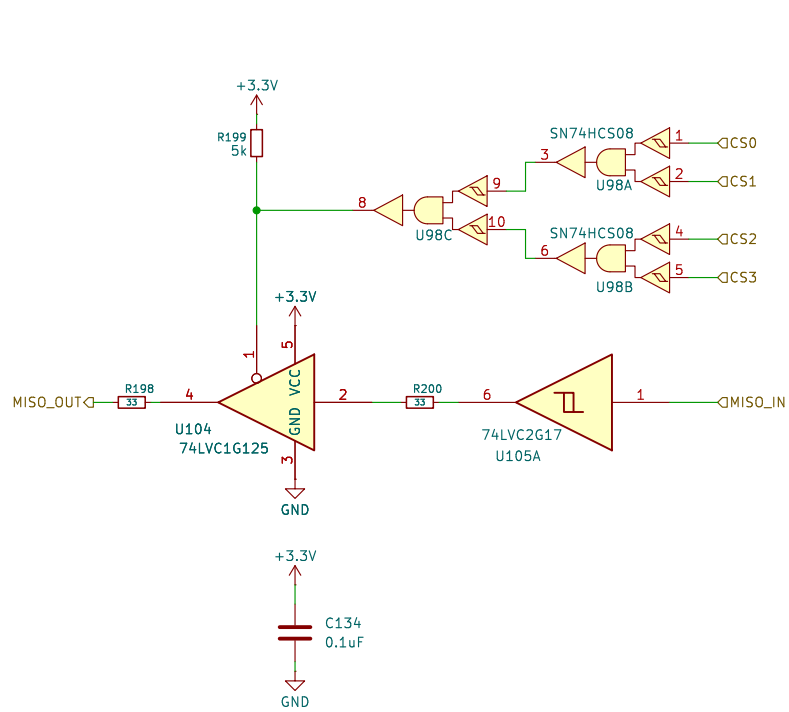 +3.3V
R199
5k
SN74HCS08
1
CS0
3
2
CS1
U98A
9
8
10
U98C
SN74HCS08
4
CS2
6
5
CS3
U98B
+3.3V
1
5
VCC
GND
MISO_OUT
R198
33
4
2
R200
33
6
1
MISO_IN
U104
74LVC1G125
3
74LVC2G17
U105A
GND
+3.3V
C134
0.1uF
GND